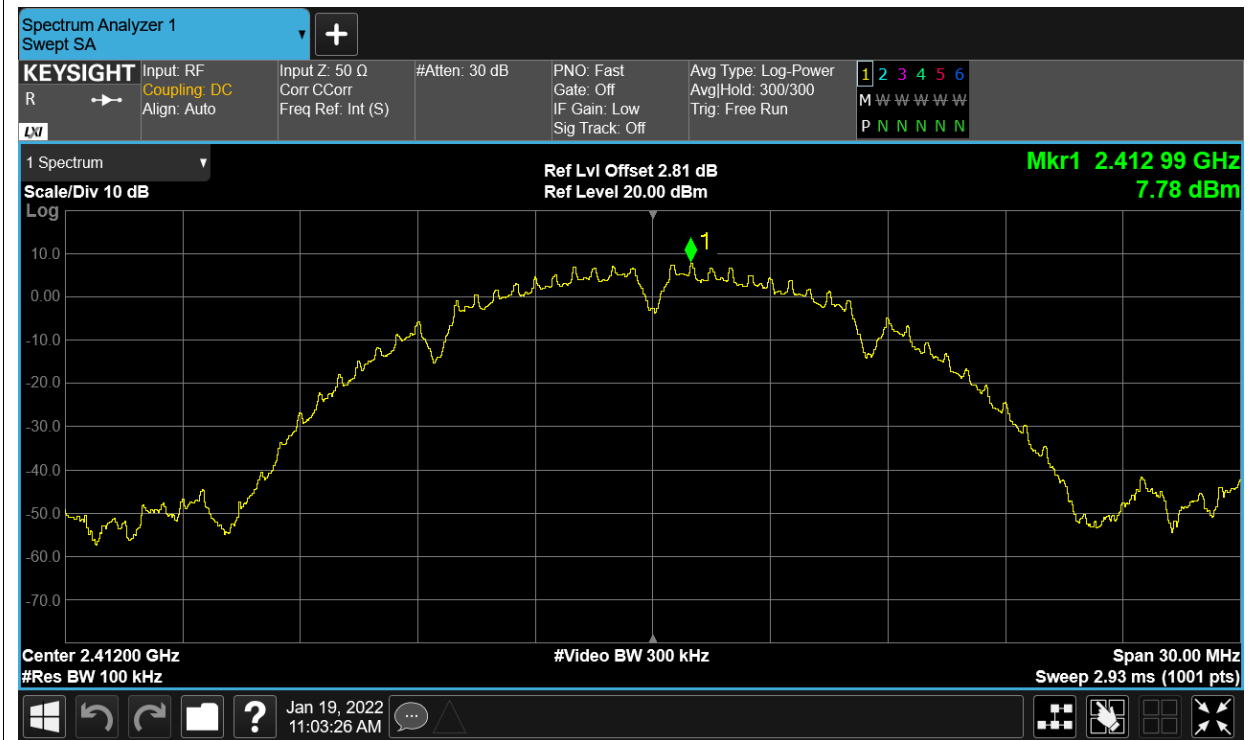 Spectrum Analyzer 1
Swept SA
+
KEYSIGHT
R
LXI
Input: RF
Coupling: DC
Align: Auto
Input Z: 50 Ω
Corr CCorr
Freq Ref: Int (S)
#Atten: 30 dB
PNO: Fast
Gate: Off
IF Gain: Low
Sig Track: Off
Avg Type: Log-Power
Avg|Hold: 300/300
Trig: Free Run
1 2 3 4 5 6
M W W W W W
P N N N N N
1 Spectrum
Scale/Div 10 dB
Log
Ref Lvl Offset 2.81 dB
Ref Level 20.00 dBm
Mkr1 2.412 99 GHz
7.78 dBm
1
10.0
0.00
-10.0
-20.0
-30.0
-40.0
-50.0
-60.0
-70.0
Center 2.41200 GHz
#Res BW 100 kHz
#Video BW 300 kHz
Span 30.00 MHz
Sweep 2.93 ms (1001 pts)
?
Jan 19, 2022
11:03:26 AM